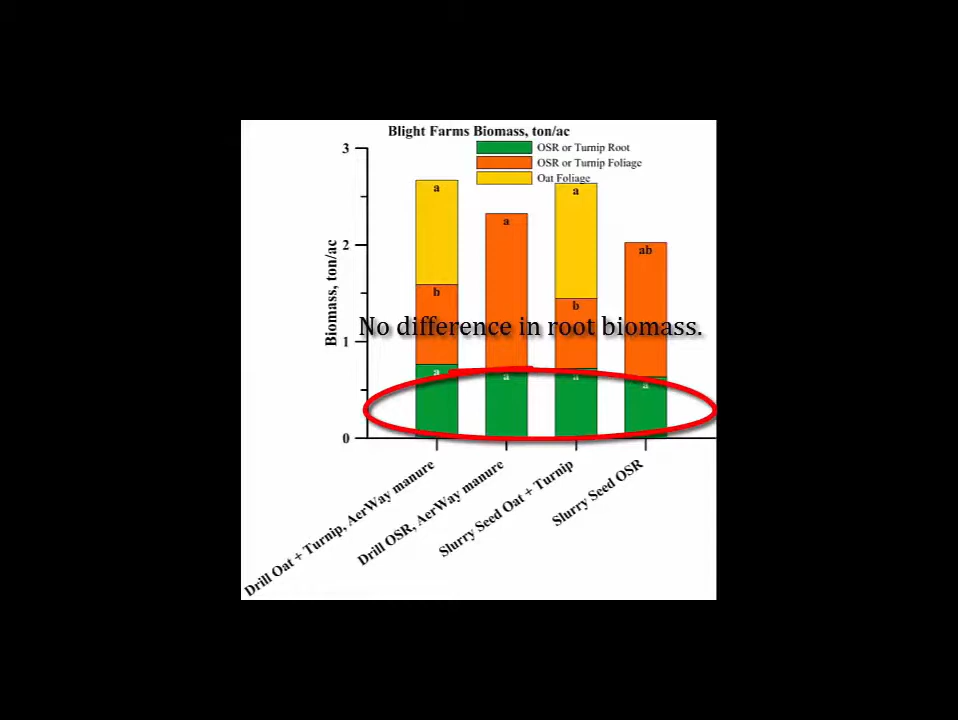 Blight Farms Biomass, ton/ac
OSR or Turnip Root
OSR or Turnip Foliage
Oat Foliage
3
2
1
0
Biomass, ton/ac
a
a
a
ab
b
b
No difference in root biomass.
a
a
a
a
Drill Oat + Turnip, AerWay manure
Drill OSR, AerWay manure
Slurry Seed Oat + Turnip
Slurry Seed OSR